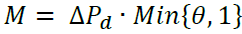 M = ΔP_d · Min{θ, 1}